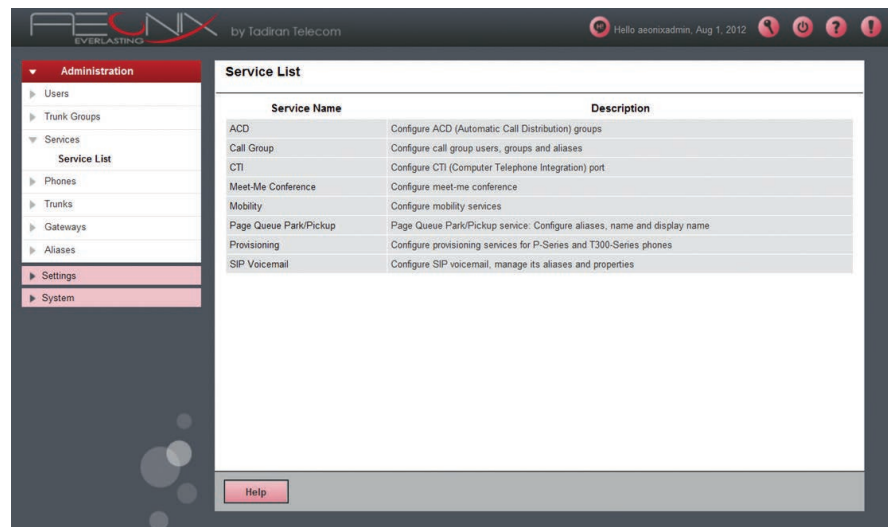 AEONIX
EVERLASTING
by Tadiran Telecom
Hi! Hello aeonixadmin, Aug 1, 2012 ? !
Administration
Users
Trunk Groups
Services
Service List
Phones
Trunks
Gateways
Aliases
Settings
System
Service List
Service Name Description
ACD Configure ACD (Automatic Call Distribution) groups
Call Group Configure call group users, groups and aliases
CTI Configure CTI (Computer Telephone Integration) port
Meet-Me Conference Configure meet-me conference
Mobility Configure mobility services
Page Queue Park/Pickup Page Queue Park/Pickup service: Configure aliases, name and display name
Provisioning Configure provisioning services for P-Series and T300-Series phones
SIP Voicemail Configure SIP voicemail, manage its aliases and properties
Help